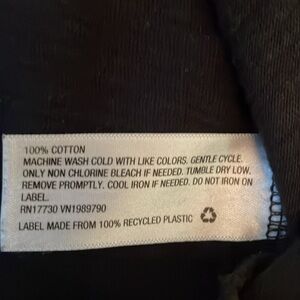 100% COTTON
MACHINE WASH COLD WITH LIKE COLORS. GENTLE CYCLE.
ONLY NON CHLORINE BLEACH IF NEEDED. TUMBLE DRY LOW.
REMOVE PROMPTLY. COOL IRON IF NEEDED. DO NOT IRON ON
LABEL.
RN17730 VN1989790
LABEL MADE FROM 100% RECYCLED PLASTIC